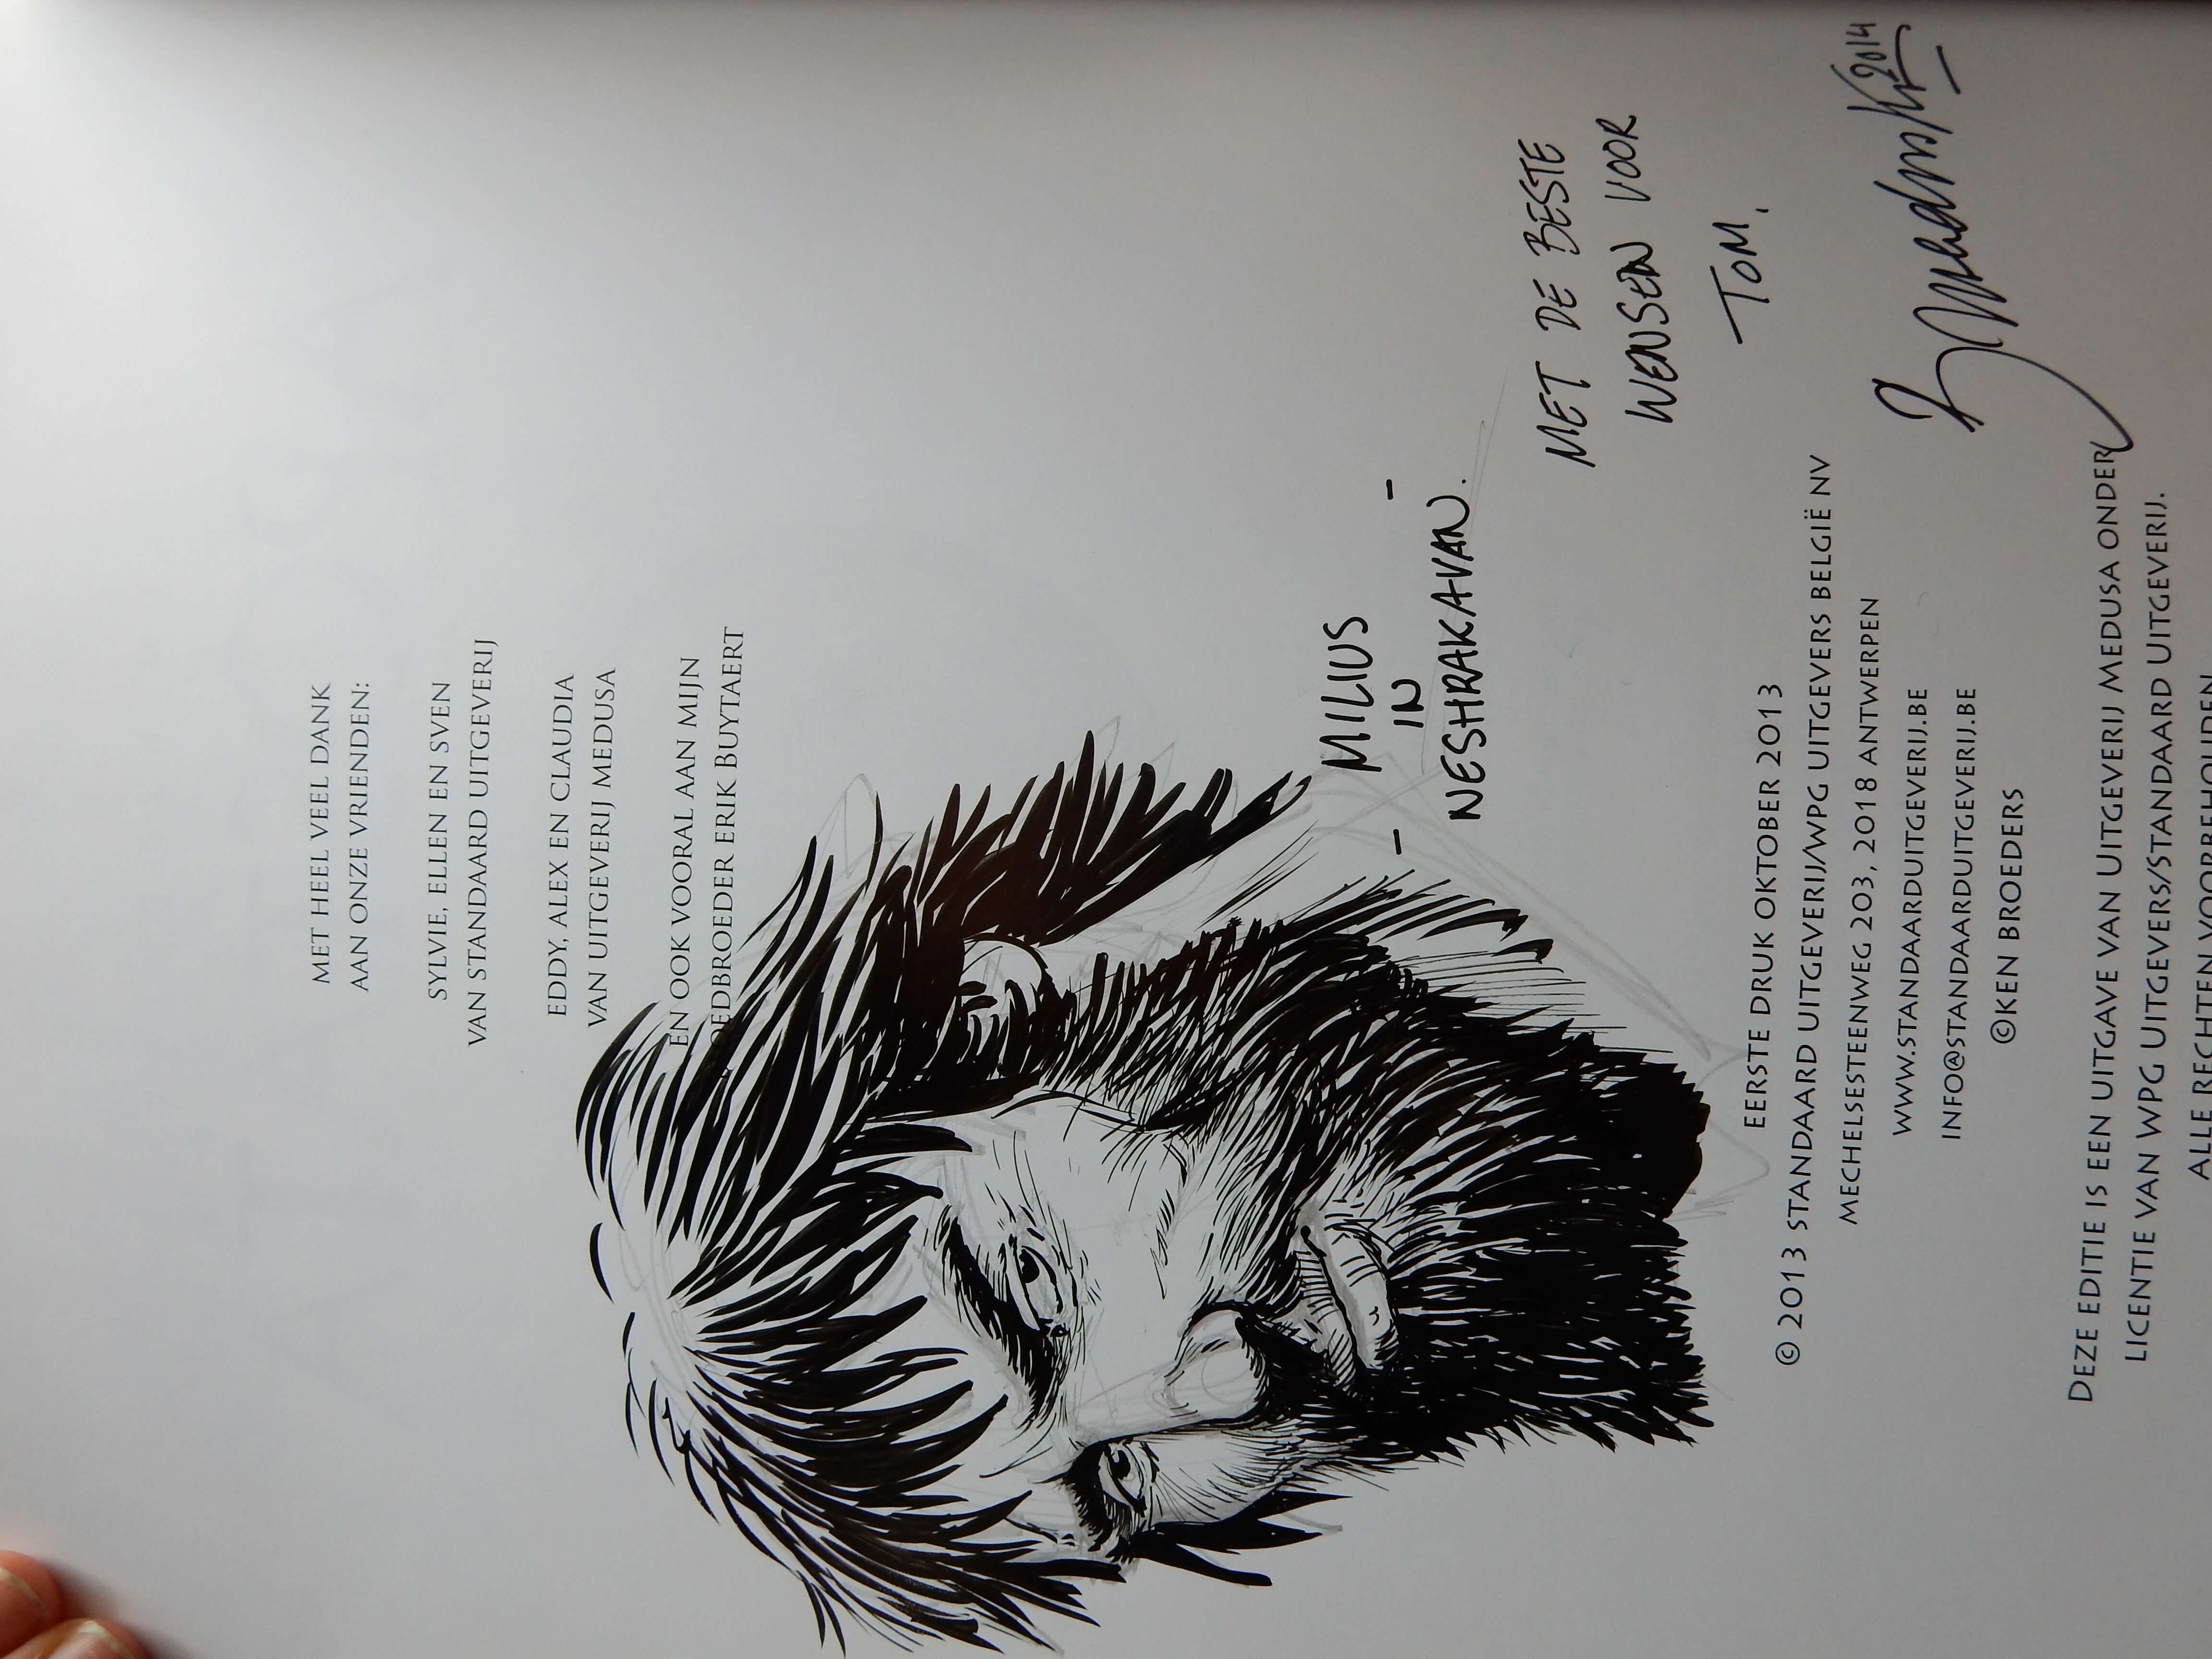 MET HEEL VEEL DANK
AAN ONZE VRIENDEN:
SYLVIE, ELLEN EN SVEN
VAN STANDAARD UITGEVERIJ
EDDY, ALEX EN CLAUDIA
VAN UITGEVERIJ MEDUSA
EN OOK VOORAL AAN MIJN
BLOEDBROEDER ERIK BUYTAERT
- MILIUS
IN -
NESHRAKAVAN.
MET DE BESTE
WENSEN VOOR
TOM.
2014
EERSTE DRUK OKTOBER 2013
© 2013 STANDAARD UITGEVERIJ/WPG UITGEVERS BELGIË NV
MECHELSESTEENWEG 203, 2018 ANTWERPEN
WWW.STANDAARDUITGEVERIJ.BE
INFO@STANDAARDUITGEVERIJ.BE
©KEN BROEDERS
DEZE EDITIE IS EEN UITGAVE VAN UITGEVERIJ MEDUSA ONDER
LICENTIE VAN WPG UITGEVERS/STANDAARD UITGEVERIJ.
ALLE RECHTEN VOORBEHOUDEN